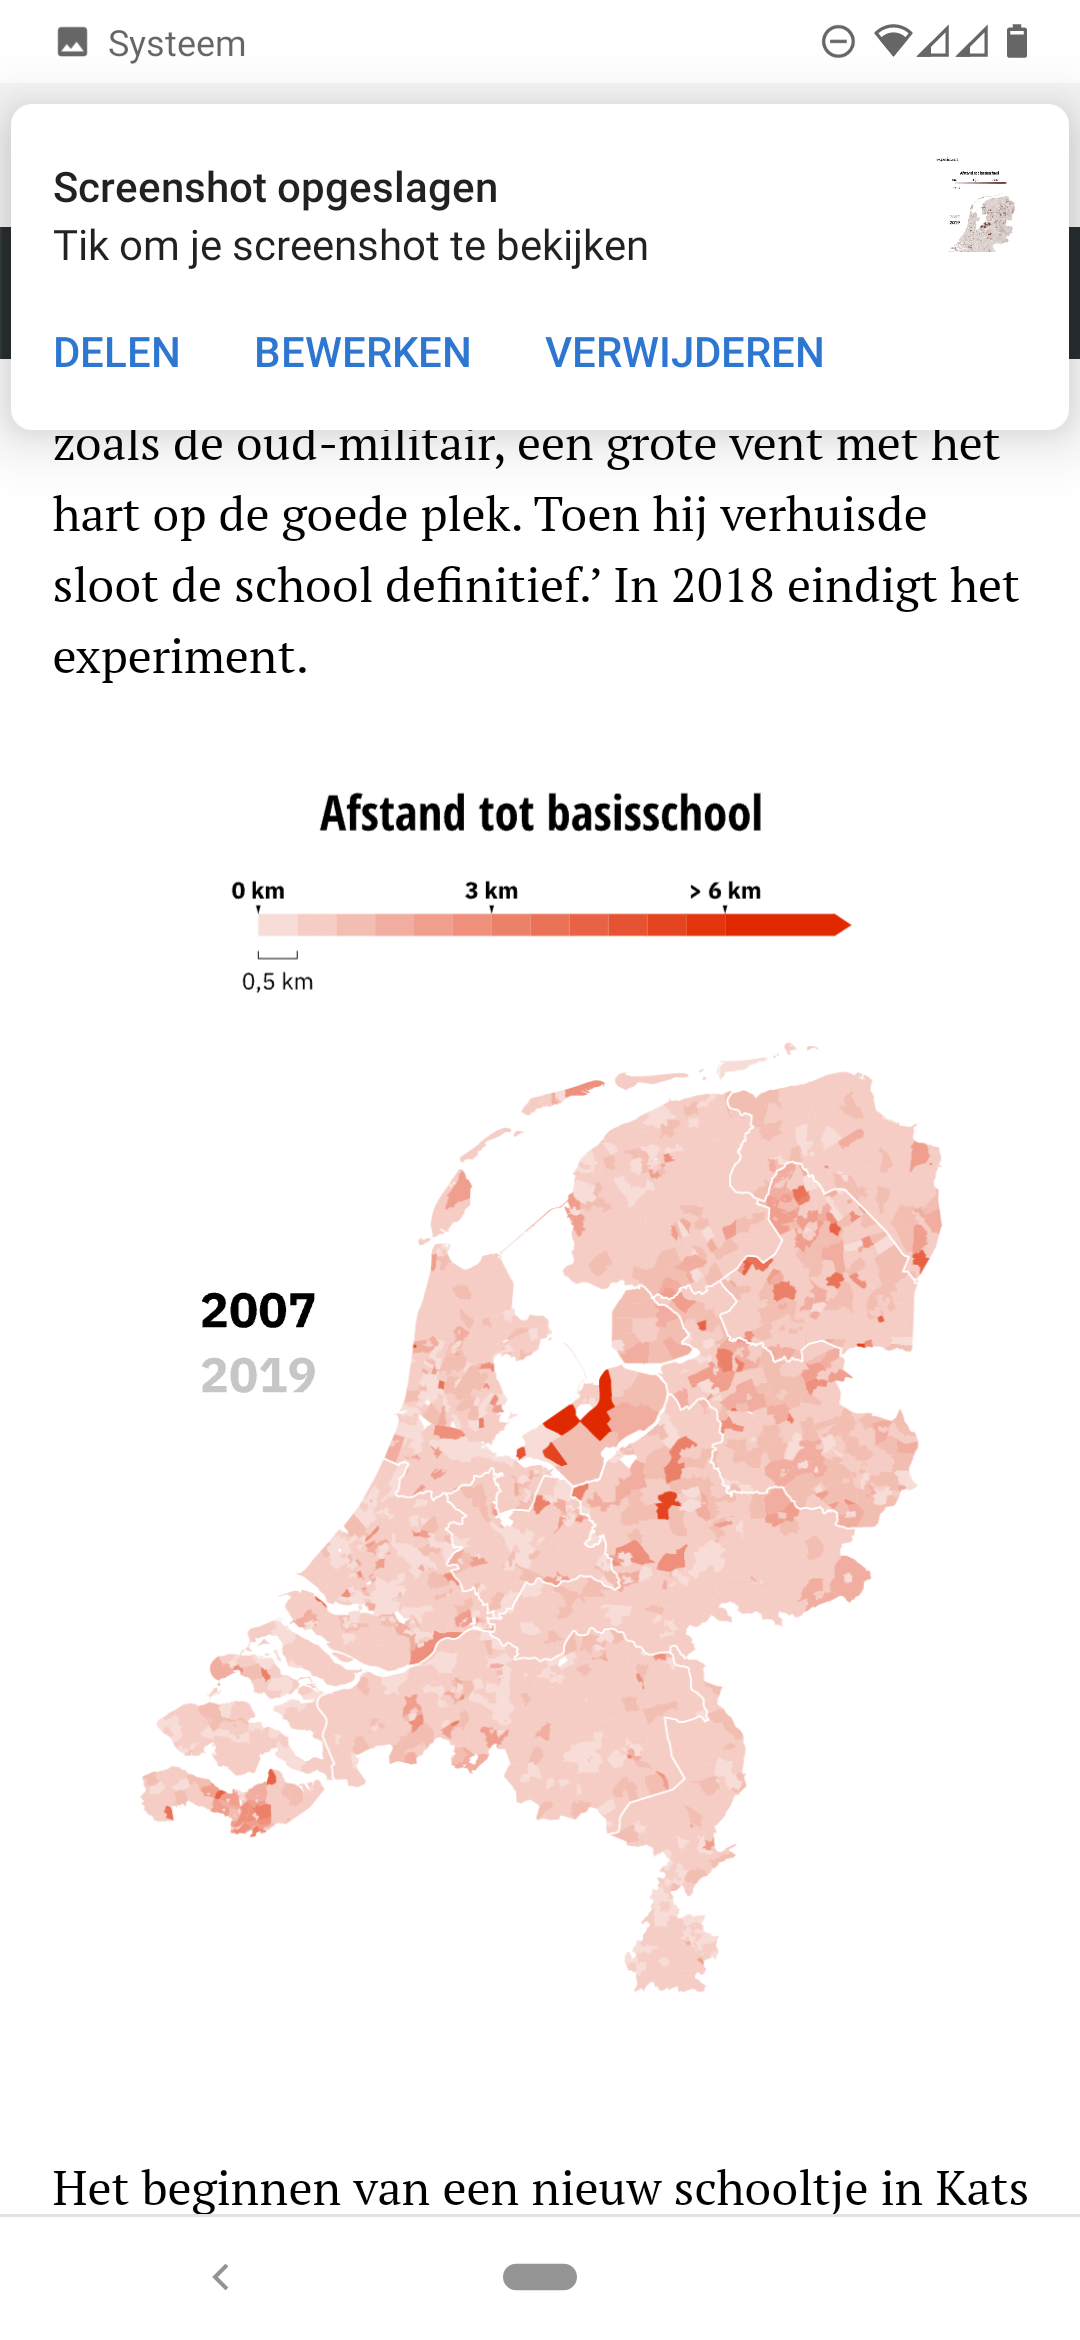 Systeem
Screenshot opgeslagen
Tik om je screenshot te bekijken
DELEN BEWERKEN VERWIJDEREN
zoals de oud-militair, een grote vent met het
hart op de goede plek. Toen hij verhuisde
sloot de school definitief.’ In 2018 eindigt het
experiment.
Afstand tot basisschool
0 km 3 km > 6 km
0,5 km
2007
2019
Het beginnen van een nieuw schooltje in Kats